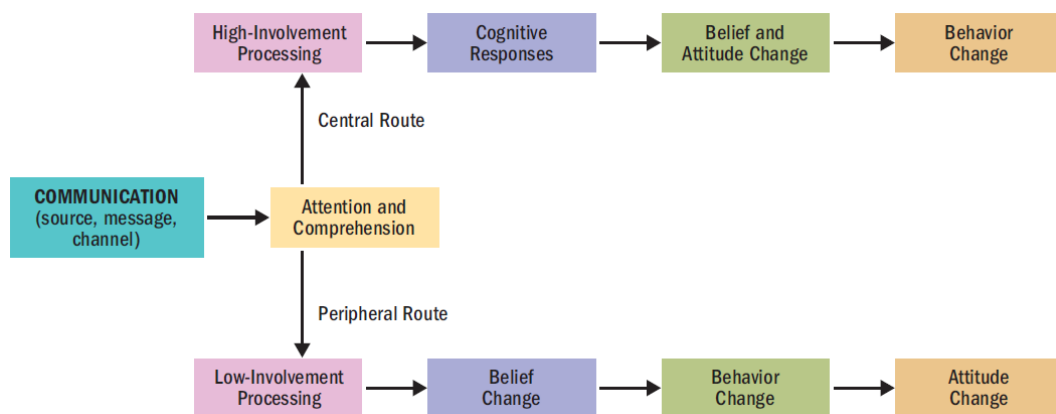 High-Involvement
Processing
Cognitive
Responses
Belief and
Attitude Change
Behavior
Change
Central Route
COMMUNICATION
(source, message,
channel)
Attention and
Comprehension
Peripheral Route
Low-Involvement
Processing
Belief
Change
Behavior
Change
Attitude
Change